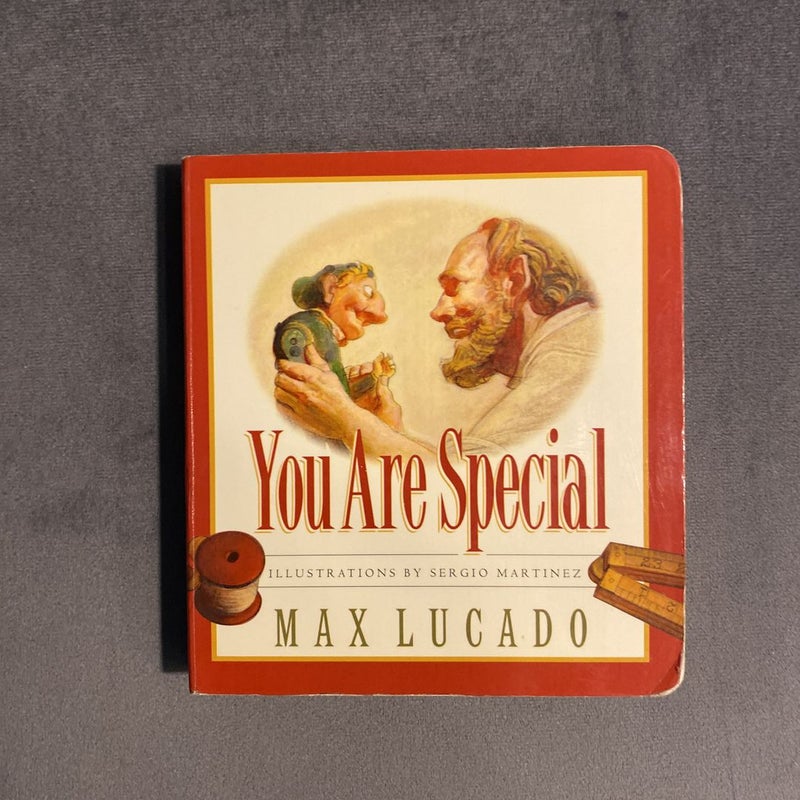 You Are Special
ILLUSTRATIONS BY SERGIO MARTINEZ
MAX LUCADO